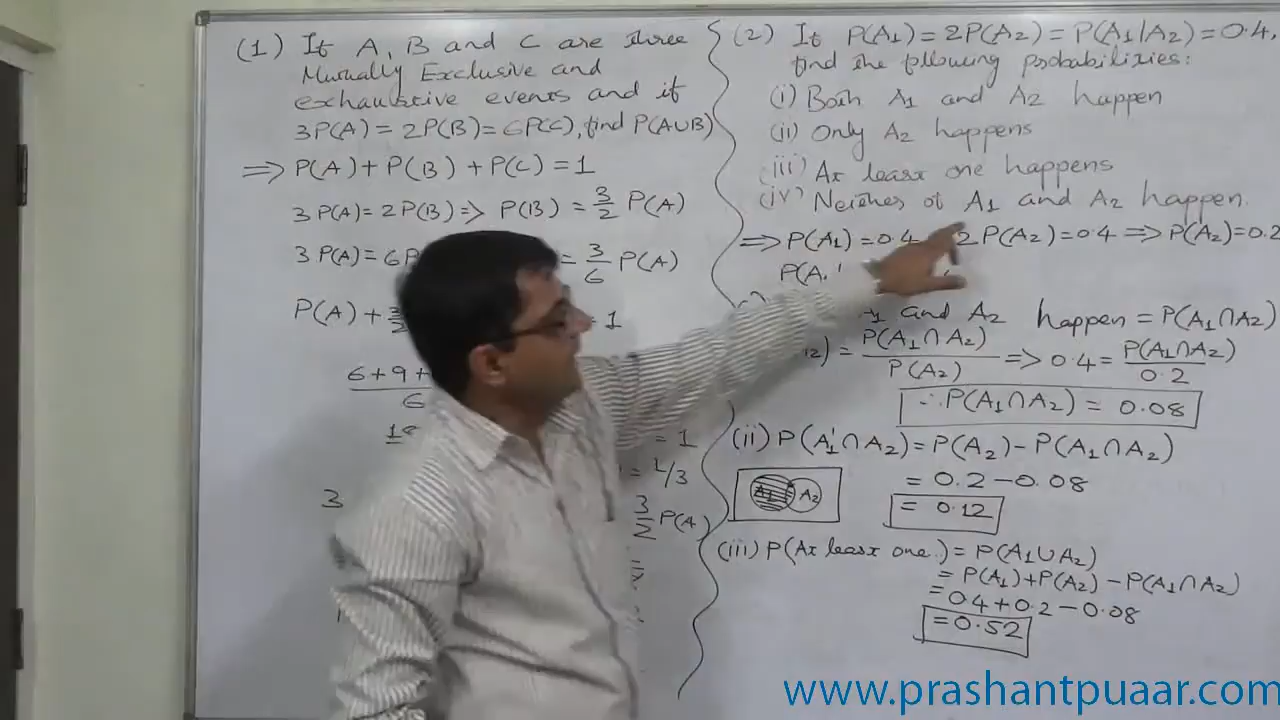 (1) If A, B and C are three
Mutually Exclusive and
exhaustive events and if
3P(A) = 2P(B) = 6P(C), find P(A∪B)
⇒ P(A) + P(B) + P(C) = 1
3P(A) = 2P(B) ⇒ P(B) = 3/2 P(A)
3P(A) = 6P = 3/6 P(A)
P(A) + 3/2 = 1
6+9+
6
18 = 1
= 1/3
3 3/2 P(A)
(2) If P(A1) = 2P(A2) = P(A1|A2) = 0.4,
find the following probabilities:
(i) Both A1 and A2 happen
(ii) Only A2 happens
(iii) At least one happens
(iv) Neither of A1 and A2 happen.
⇒ P(A1) = 0.4 2P(A2) = 0.4 ⇒ P(A2) = 0.2
P(A1
and A2 happen = P(A1∩A2)
= P(A1∩A2)/P(A2) ⇒ 0.4 = P(A1∩A2)/0.2
∴ P(A1∩A2) = 0.08
(ii) P(A1'∩A2) = P(A2) − P(A1∩A2)
= 0.2 − 0.08
= 0.12
A1 A2
(iii) P(At least one.) = P(A1∪A2)
= P(A1) + P(A2) − P(A1∩A2)
= 0.4 + 0.2 − 0.08
= 0.52
www.prashantpuaar.com